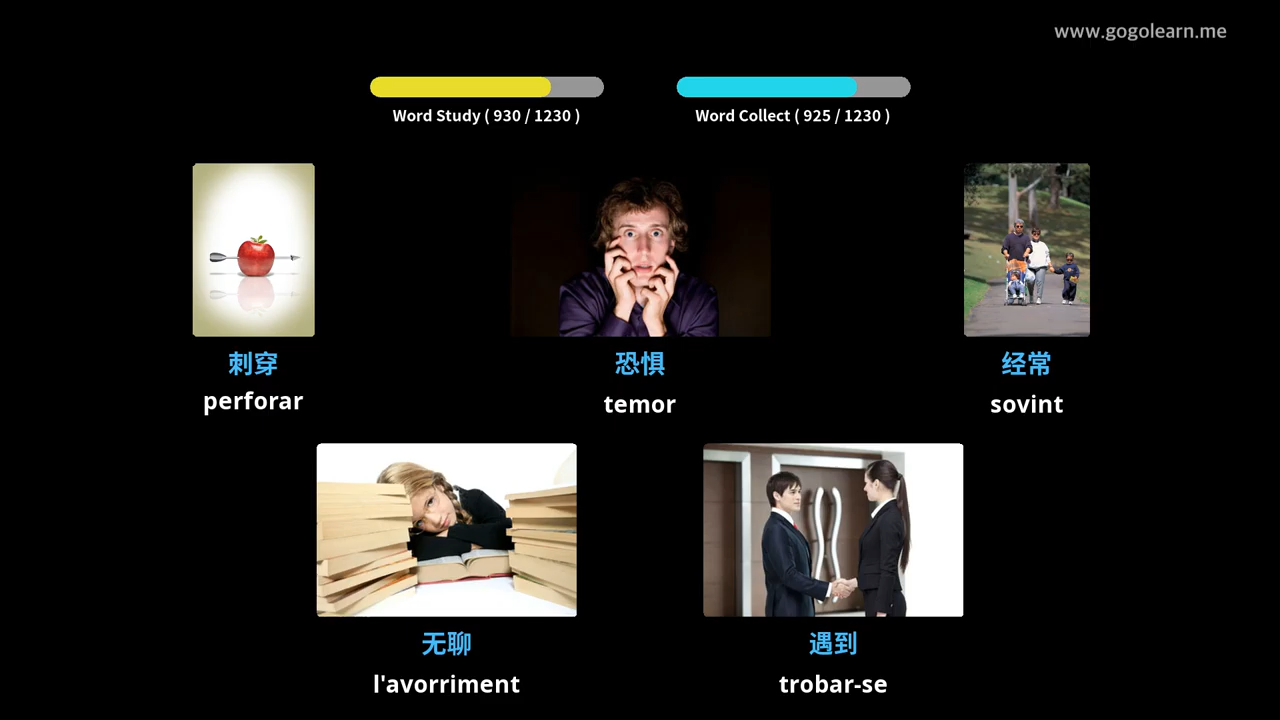 www.gogolearn.me
Word Study ( 930 / 1230 )
Word Collect ( 925 / 1230 )
刺穿
perforar
恐惧
temor
经常
sovint
无聊
l'avorriment
遇到
trobar-se